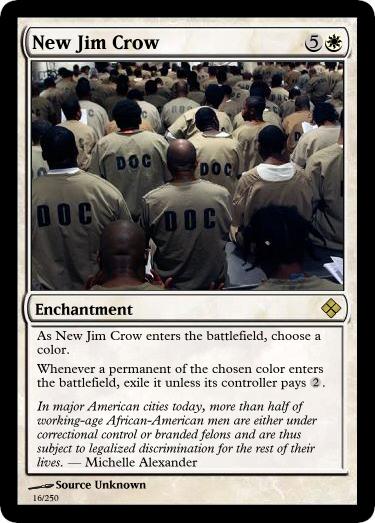 New Jim Crow 5
DOC
DOC
DOC
DOC
Enchantment
As New Jim Crow enters the battlefield, choose a
color.
Whenever a permanent of the chosen color enters
the battlefield, exile it unless its controller pays 2.
In major American cities today, more than half of
working-age African-American men are either under
correctional control or branded felons and are thus
subject to legalized discrimination for the rest of their
lives. — Michelle Alexander
Source Unknown
16/250